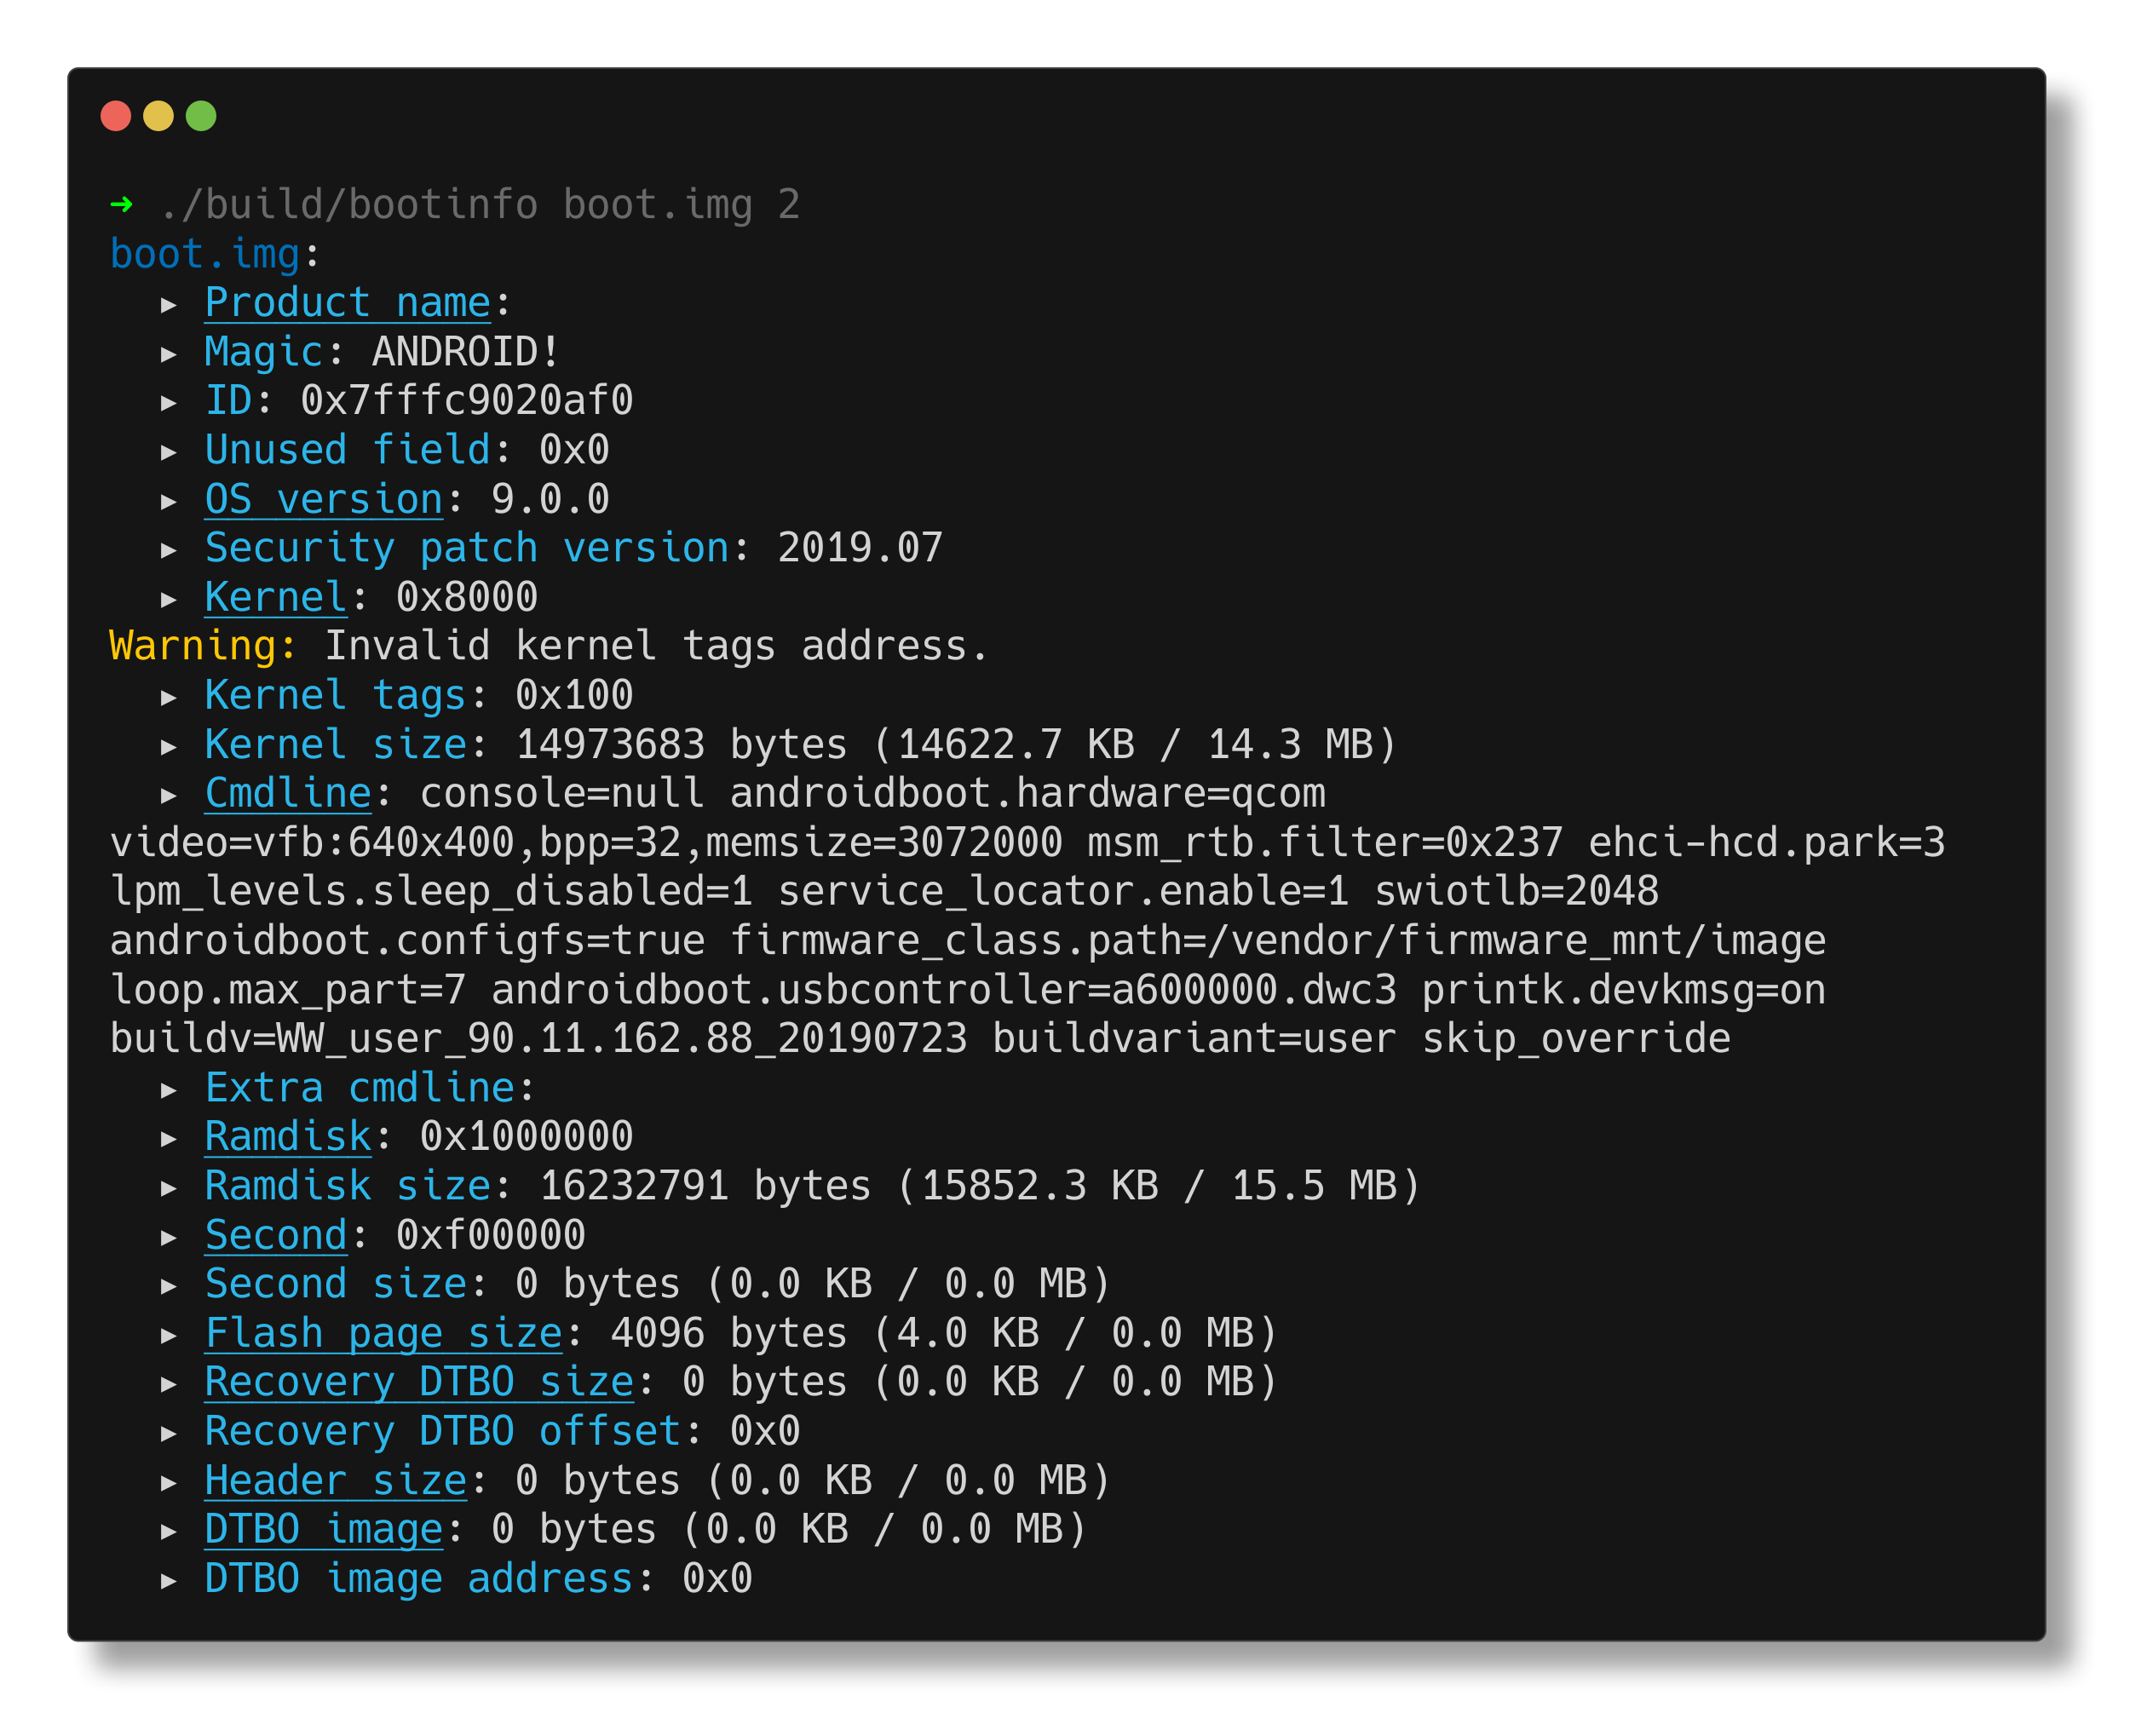 ➜ ./build/bootinfo boot.img 2
boot.img:
▸ Product name:
▸ Magic: ANDROID!
▸ ID: 0x7fffc9020af0
▸ Unused field: 0x0
▸ OS version: 9.0.0
▸ Security patch version: 2019.07
▸ Kernel: 0x8000
Warning: Invalid kernel tags address.
▸ Kernel tags: 0x100
▸ Kernel size: 14973683 bytes (14622.7 KB / 14.3 MB)
▸ Cmdline: console=null androidboot.hardware=qcom
video=vfb:640x400,bpp=32,memsize=3072000 msm_rtb.filter=0x237 ehci-hcd.park=3
lpm_levels.sleep_disabled=1 service_locator.enable=1 swiotlb=2048
androidboot.configfs=true firmware_class.path=/vendor/firmware_mnt/image
loop.max_part=7 androidboot.usbcontroller=a600000.dwc3 printk.devkmsg=on
buildv=WW_user_90.11.162.88_20190723 buildvariant=user skip_override
▸ Extra cmdline:
▸ Ramdisk: 0x1000000
▸ Ramdisk size: 16232791 bytes (15852.3 KB / 15.5 MB)
▸ Second: 0xf00000
▸ Second size: 0 bytes (0.0 KB / 0.0 MB)
▸ Flash page size: 4096 bytes (4.0 KB / 0.0 MB)
▸ Recovery DTBO size: 0 bytes (0.0 KB / 0.0 MB)
▸ Recovery DTBO offset: 0x0
▸ Header size: 0 bytes (0.0 KB / 0.0 MB)
▸ DTBO image: 0 bytes (0.0 KB / 0.0 MB)
▸ DTBO image address: 0x0